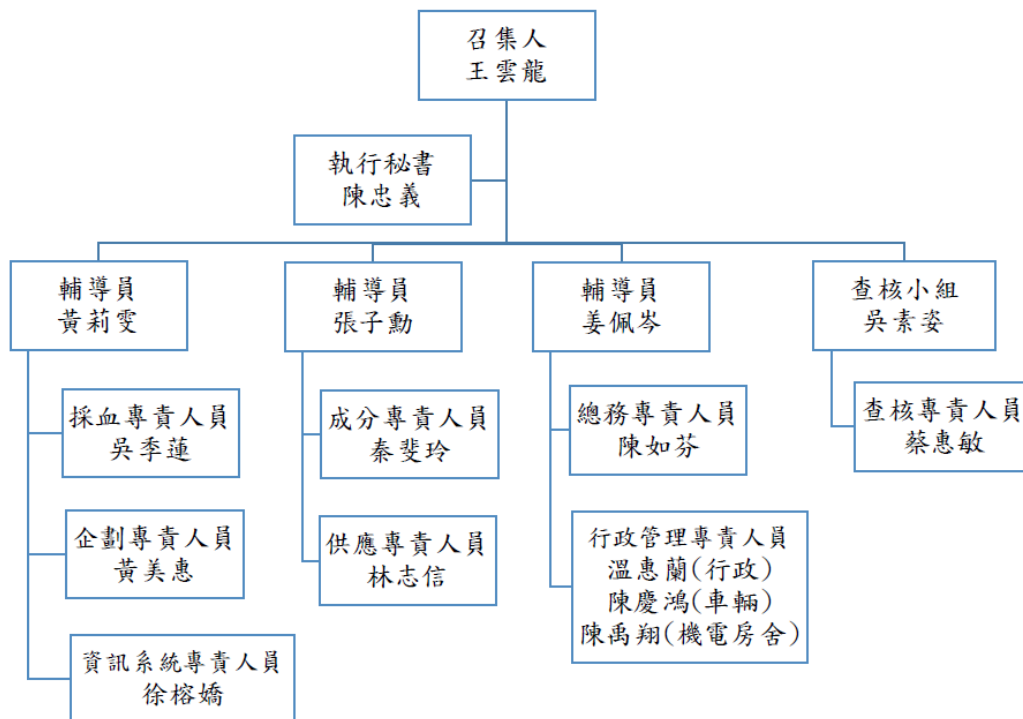 召集人
王雲龍
執行秘書
陳忠義
輔導員
黃莉雯
採血專責人員
吳季蓮
企劃專責人員
黃美惠
資訊系統專責人員
徐榕嬌
輔導員
張子勳
成分專責人員
秦斐玲
供應專責人員
林志信
輔導員
姜佩岑
總務專責人員
陳如芬
行政管理專責人員
溫惠蘭(行政)
陳慶鴻(車輛)
陳禹翔(機電房舍)
查核小組
吳素姿
查核專責人員
蔡惠敏